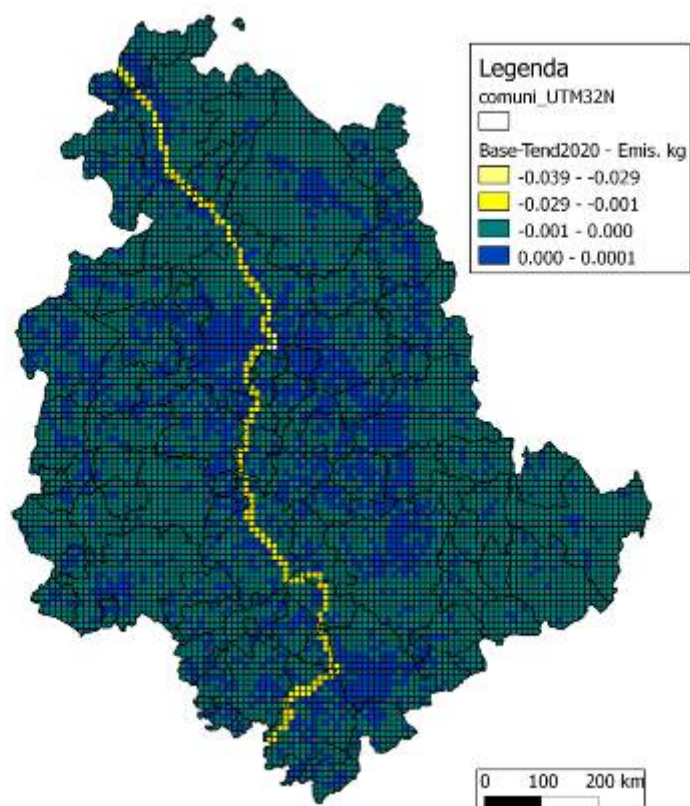 Legenda
comuni_UTM32N
Base-Tend2020 - Emis. kg
-0.039 - -0.029
-0.029 - -0.001
-0.001 - 0.000
0.000 - 0.0001
0 100 200 km